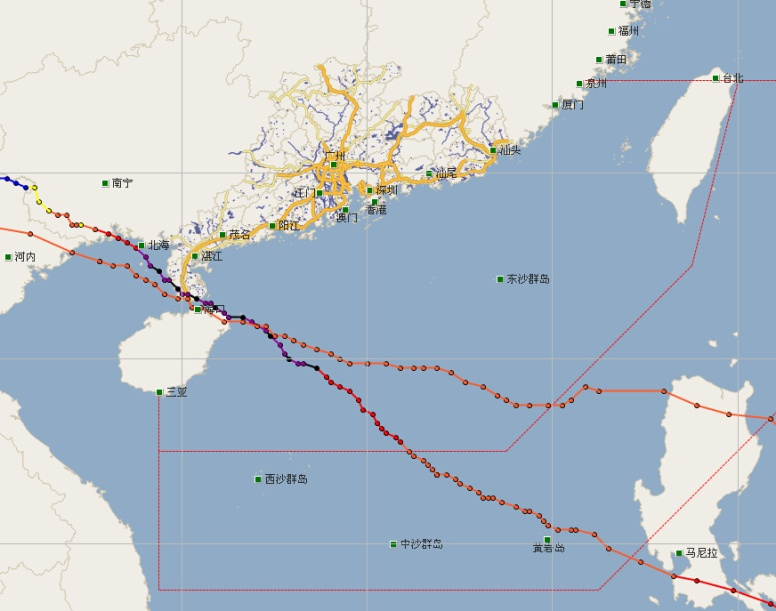 宁德
福州
莆田
台北
泉州
厦门
汕头
广州
汕尾
南宁
深圳
江门
香港
澳门
阳江
茂名
北海
湛江
河内
东沙群岛
海口
三亚
西沙群岛
中沙群岛
黄岩岛
马尼拉